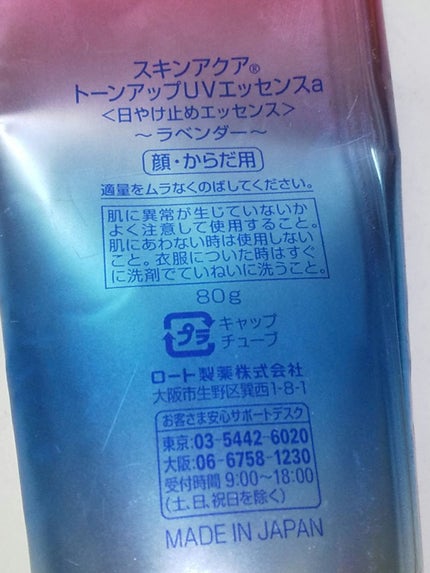 スキンアクア®
トーンアップUVエッセンスa
<日やけ止めエッセンス>
~ラベンダー~
顔・からだ用
適量をムラなくのばしてください。
肌に異常が生じていないか
よく注意して使用すること。
肌にあわない時は使用しない
こと。衣服についた時はすぐ
に洗剤でていねいに洗うこと。
80g
プラ
キャップ
チューブ
ロート製薬株式会社
大阪市生野区巽西1-8-1
お客さま安心サポートデスク
東京:03-5442-6020
大阪:06-6758-1230
受付時間 9:00~18:00
(土、日、祝日を除く)
MADE IN JAPAN